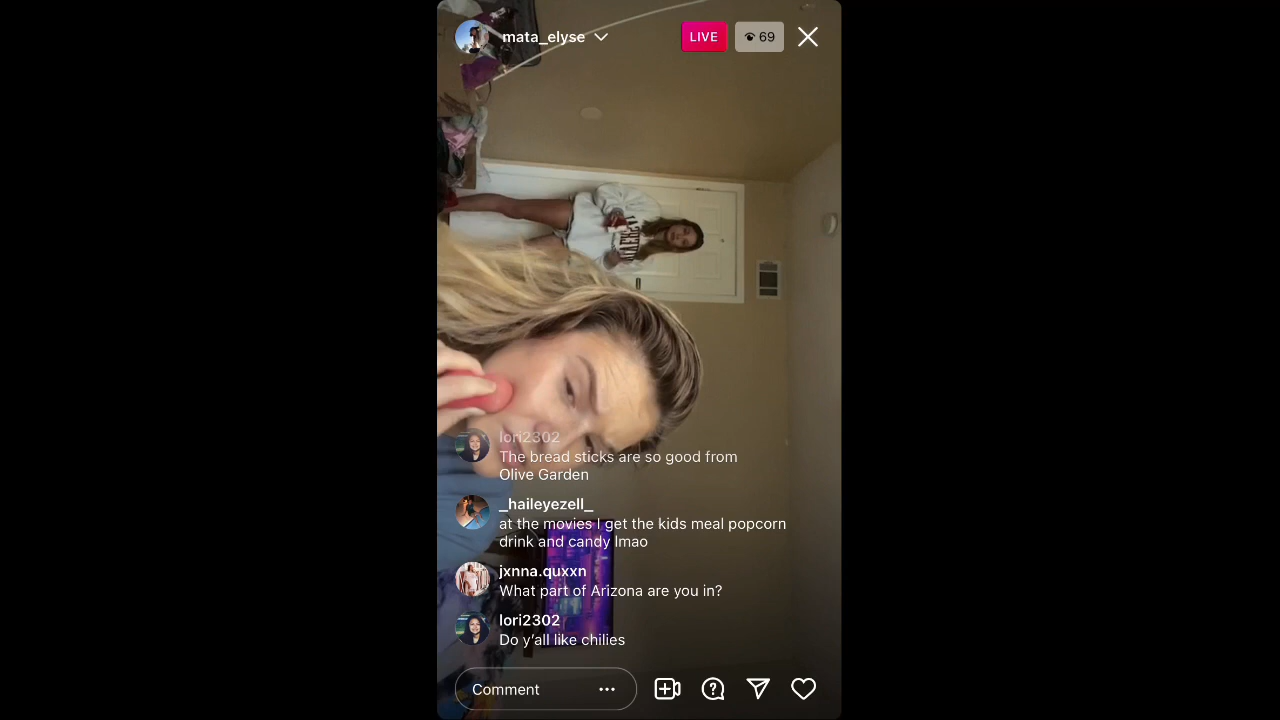 mata_elyse
LIVE
69
lori2302
The bread sticks are so good from
Olive Garden
_haileyezell_
at the movies I get the kids meal popcorn
drink and candy lmao
jxnna.quxxn
What part of Arizona are you in?
lori2302
Do y'all like chilies
Comment